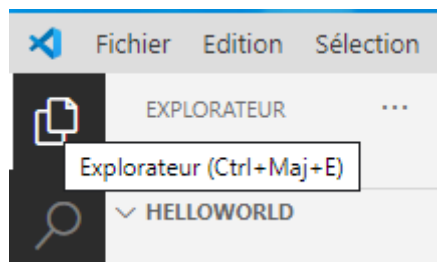 Fichier Edition Sélection
EXPLORATEUR ...
Explorateur (Ctrl+Maj+E)
HELLOWORLD